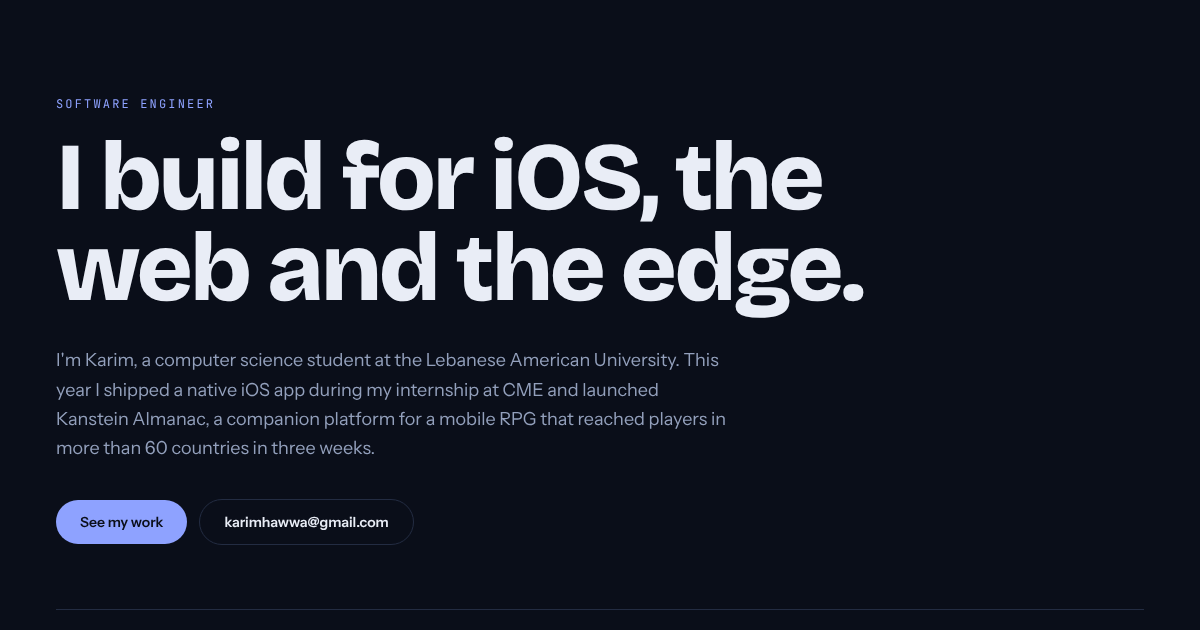 SOFTWARE ENGINEER
I build for iOS, the
web and the edge.
I'm Karim, a computer science student at the Lebanese American University. This
year I shipped a native iOS app during my internship at CME and launched
Kanstein Almanac, a companion platform for a mobile RPG that reached players in
more than 60 countries in three weeks.
See my work
karimhawwa@gmail.com